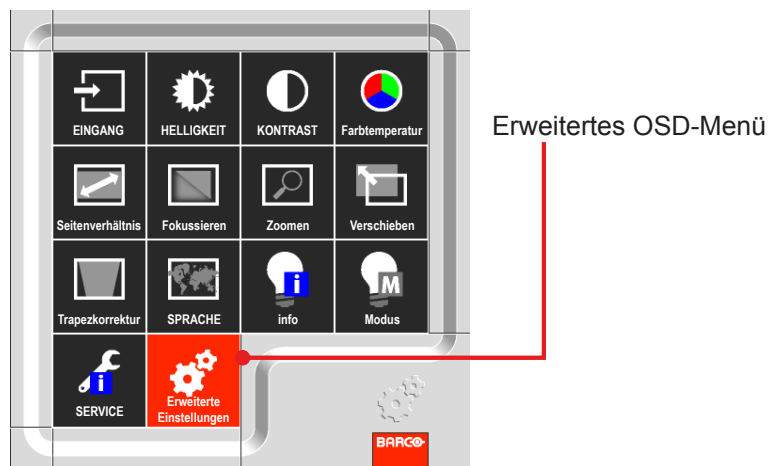 EINGANG
HELLIGKEIT
KONTRAST
Farbtemperatur
Erweitertes OSD-Menü
Seitenverhältnis
Fokussieren
Zoomen
Verschieben
Trapezkorrektur
SPRACHE
i
info
M
Modus
i
SERVICE
Erweiterte
Einstellungen
BARCO